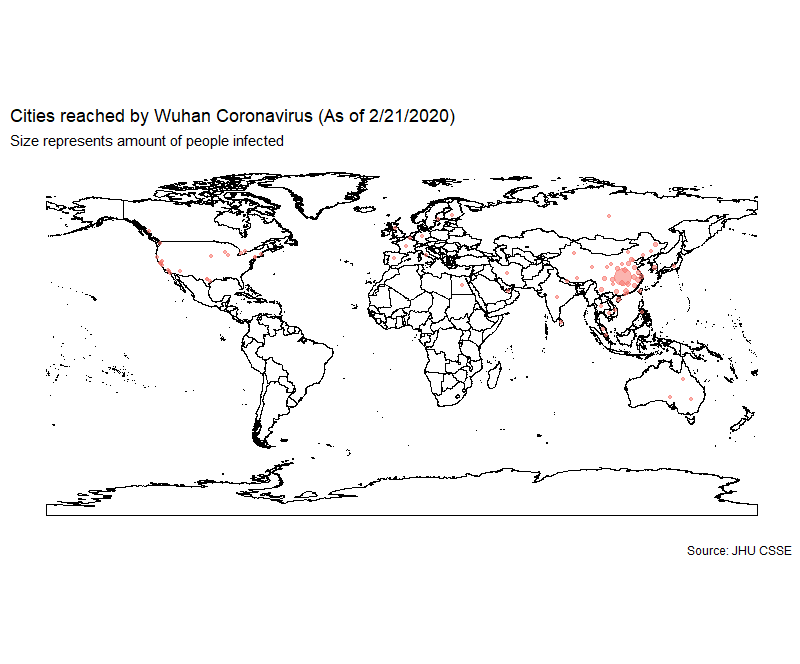 Cities reached by Wuhan Coronavirus (As of 2/21/2020)
Size represents amount of people infected
Source: JHU CSSE